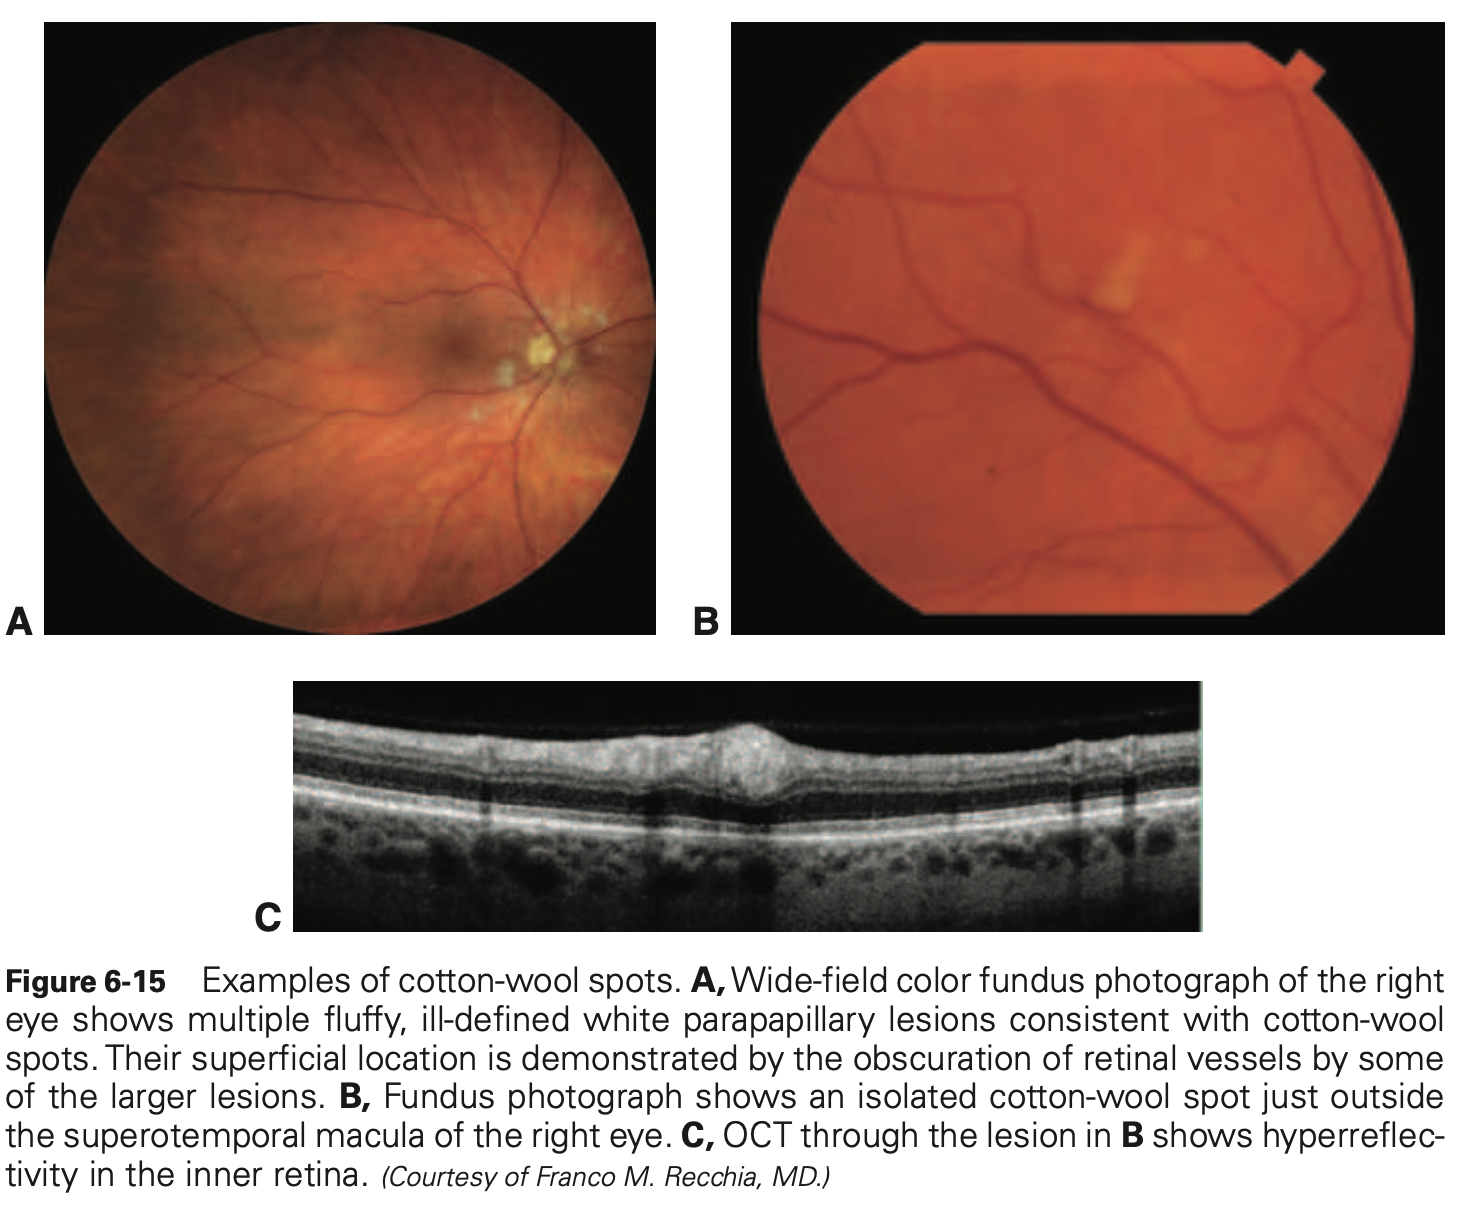 A
B
C
Figure 6-15 Examples of cotton-wool spots. A, Wide-field color fundus photograph of the right
eye shows multiple fluffy, ill-defined white parapapillary lesions consistent with cotton-wool
spots. Their superficial location is demonstrated by the obscuration of retinal vessels by some
of the larger lesions. B, Fundus photograph shows an isolated cotton-wool spot just outside
the superotemporal macula of the right eye. C, OCT through the lesion in B shows hyperreflec-
tivity in the inner retina. (Courtesy of Franco M. Recchia, MD.)